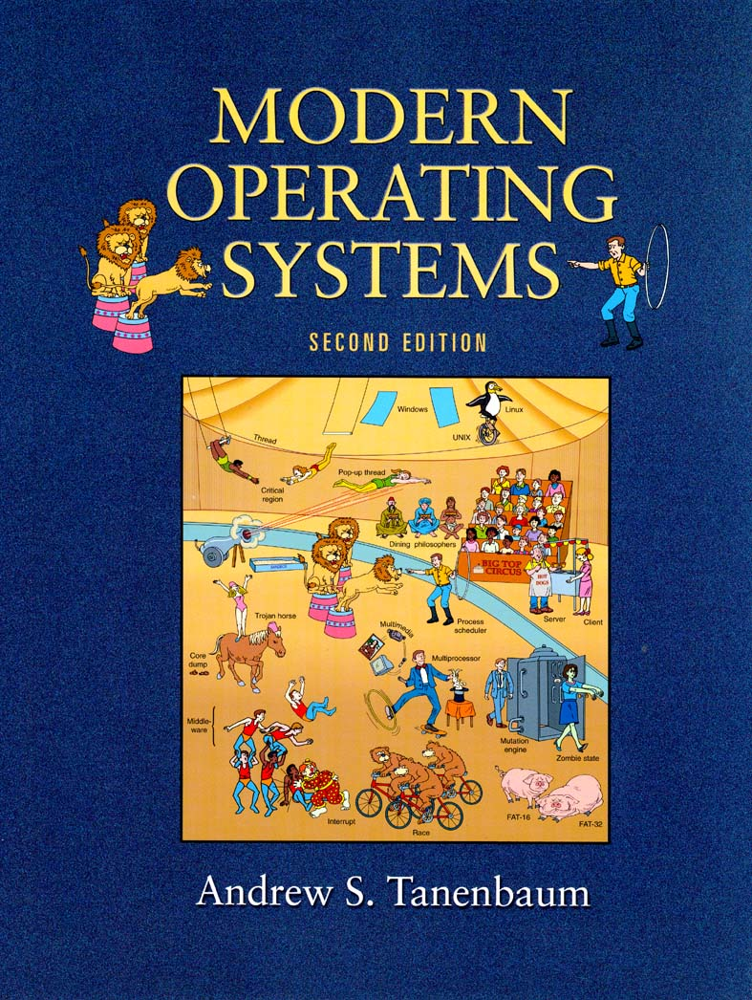 MODERN
OPERATING
SYSTEMS
SECOND EDITION
Windows
Linux
UNIX
Thread
Critical
region
Pop-up thread
Dining philosophers
BIG TOP
CIRCUS
HOT
DOGS
Server
Client
Process
scheduler
Trojan horse
Multimedia
Multiprocessor
Core
dump
Middle-
ware
Mutation
engine
Zombie state
Interrupt
Race
FAT-16
FAT-32
Andrew S. Tanenbaum